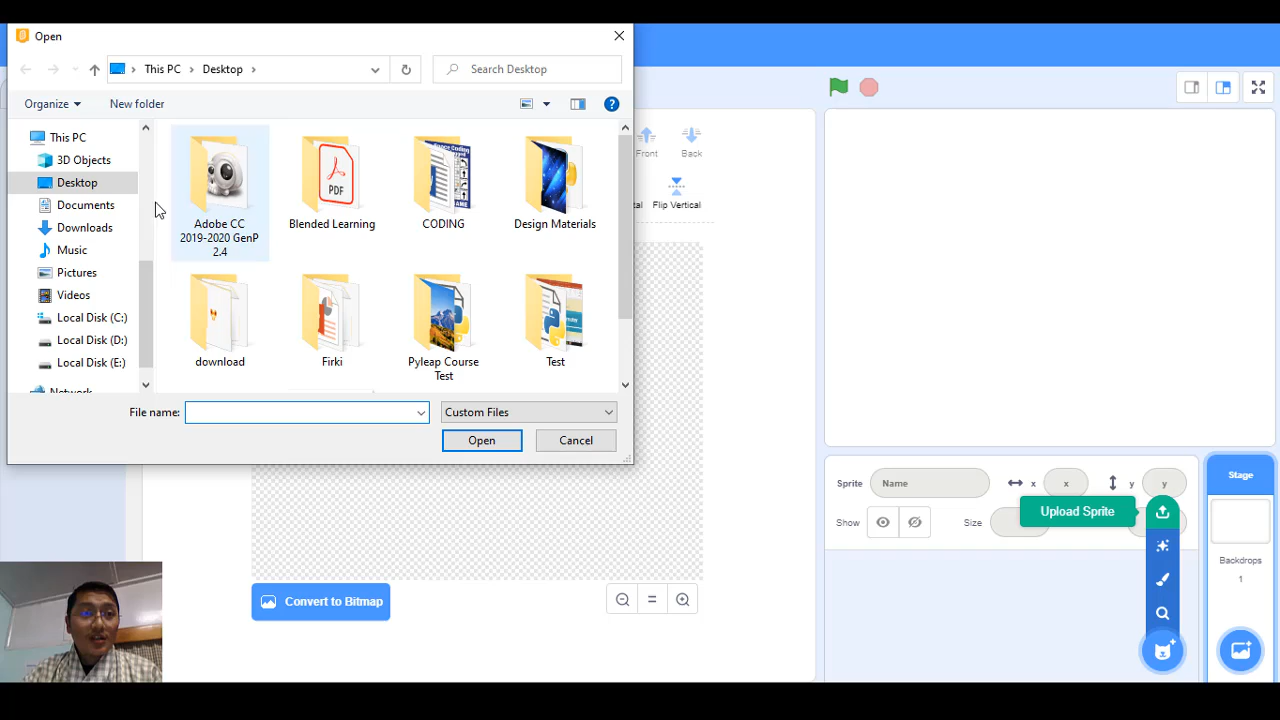 Open
This PC
Desktop
Search Desktop
Organize
New folder
This PC
3D Objects
Desktop
Documents
Downloads
Music
Pictures
Videos
Local Disk (C:)
Local Disk (D:)
Local Disk (E:)
Network
Adobe CC
2019-2020 GenP
2.4
PDF
Blended Learning
CODING
Design Materials
download
Firki
Pyleap Course
Test
Test
File name:
Custom Files
Open
Cancel
Front
Back
Flip Vertical
Convert to Bitmap
Sprite
Name
x
x
y
y
Show
Size
Upload Sprite
Stage
Backdrops
1